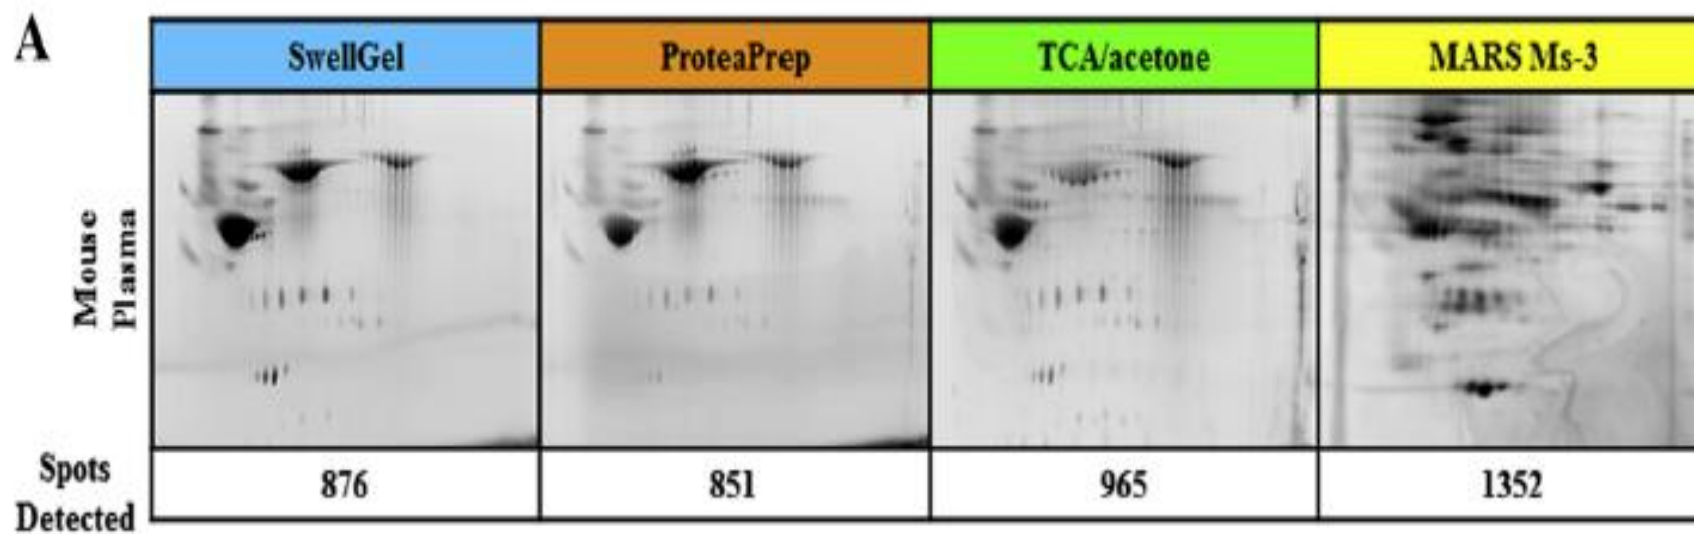 A
SwellGel ProteaPrep TCA/acetone MARS Ms-3
Mouse
Plasma
Spots
Detected
876 851 965 1352